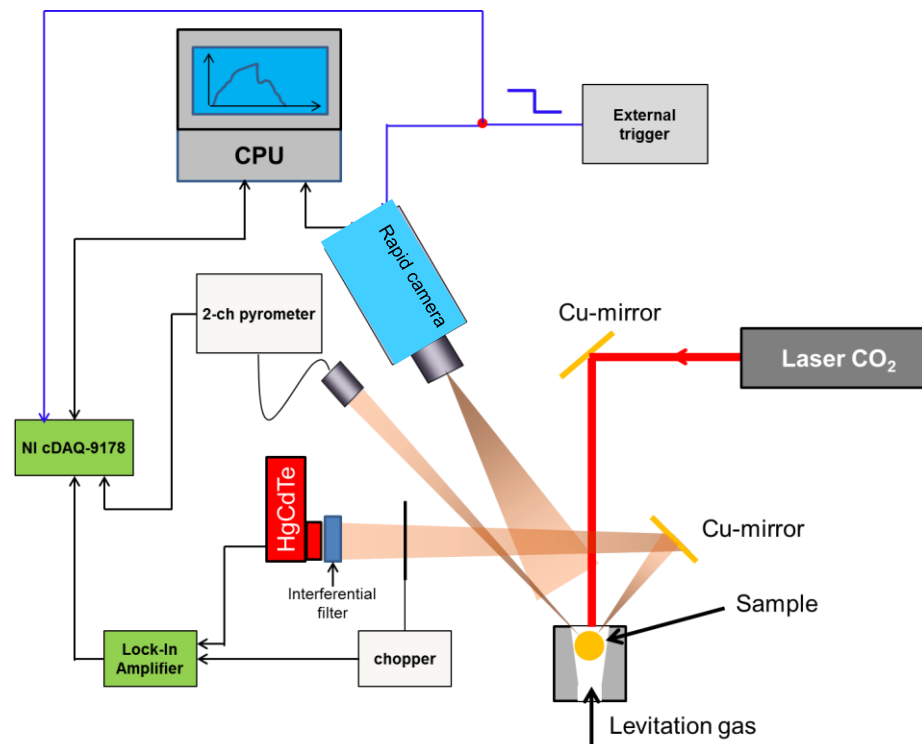 External
trigger
CPU
Rapid camera
2-ch pyrometer
Cu-mirror
Laser CO₂
NI cDAQ-9178
HgCdTe
Cu-mirror
Interferential
filter
Sample
Lock-In
Amplifier
chopper
Levitation gas